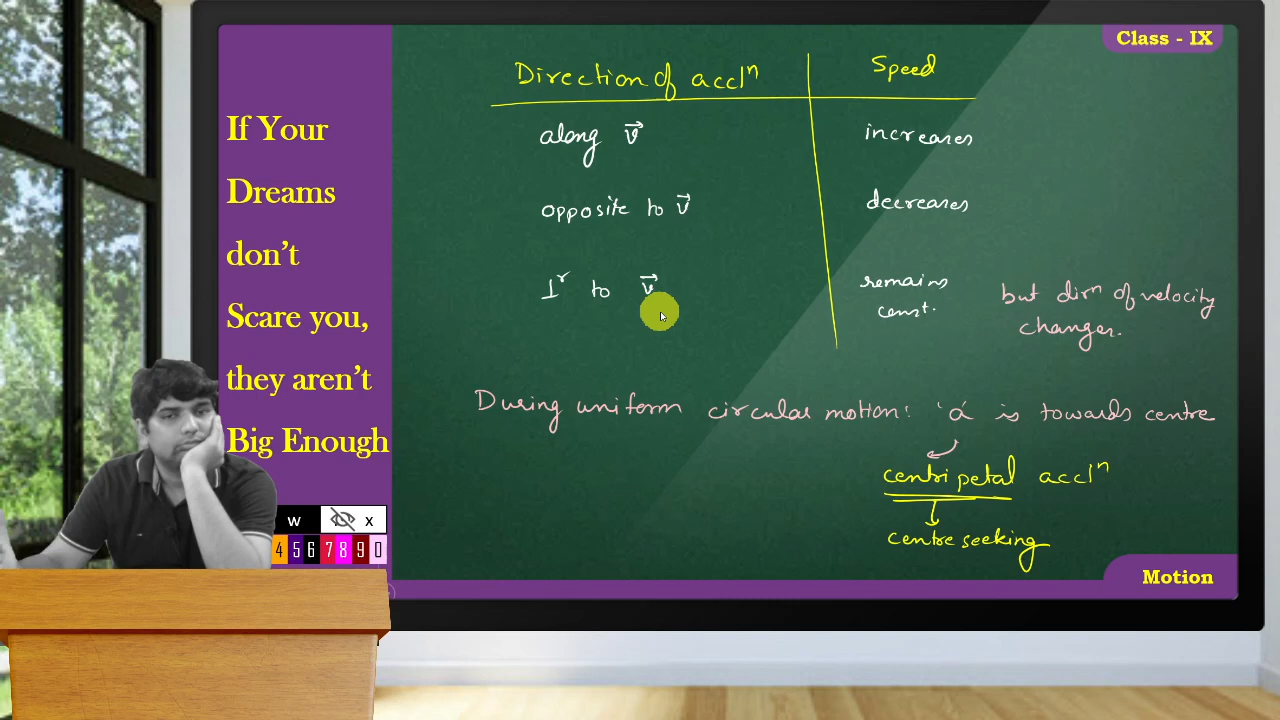 Class - IX
If Your
Dreams
don't
Scare you,
they aren't
Big Enough
Direction of acclⁿ Speed
along v⃗ increases
opposite to v⃗ decreases
⊥ʳ to v⃗ remains const. but dirⁿ of velocity changes.
During uniform circular motion: 'a' is towards centre
centripetal acclⁿ
centre seeking
w x
4 5 6 7 8 9 0
Motion